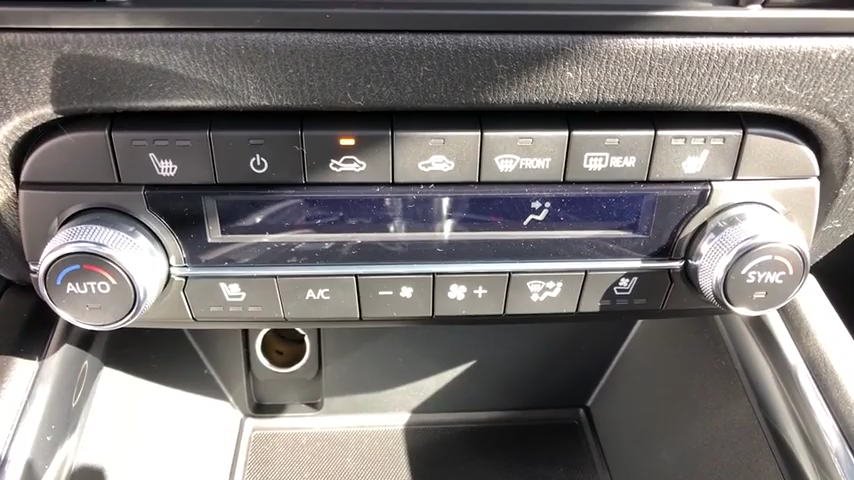 FRONT
REAR
AUTO
SYNC
A/C
-
+